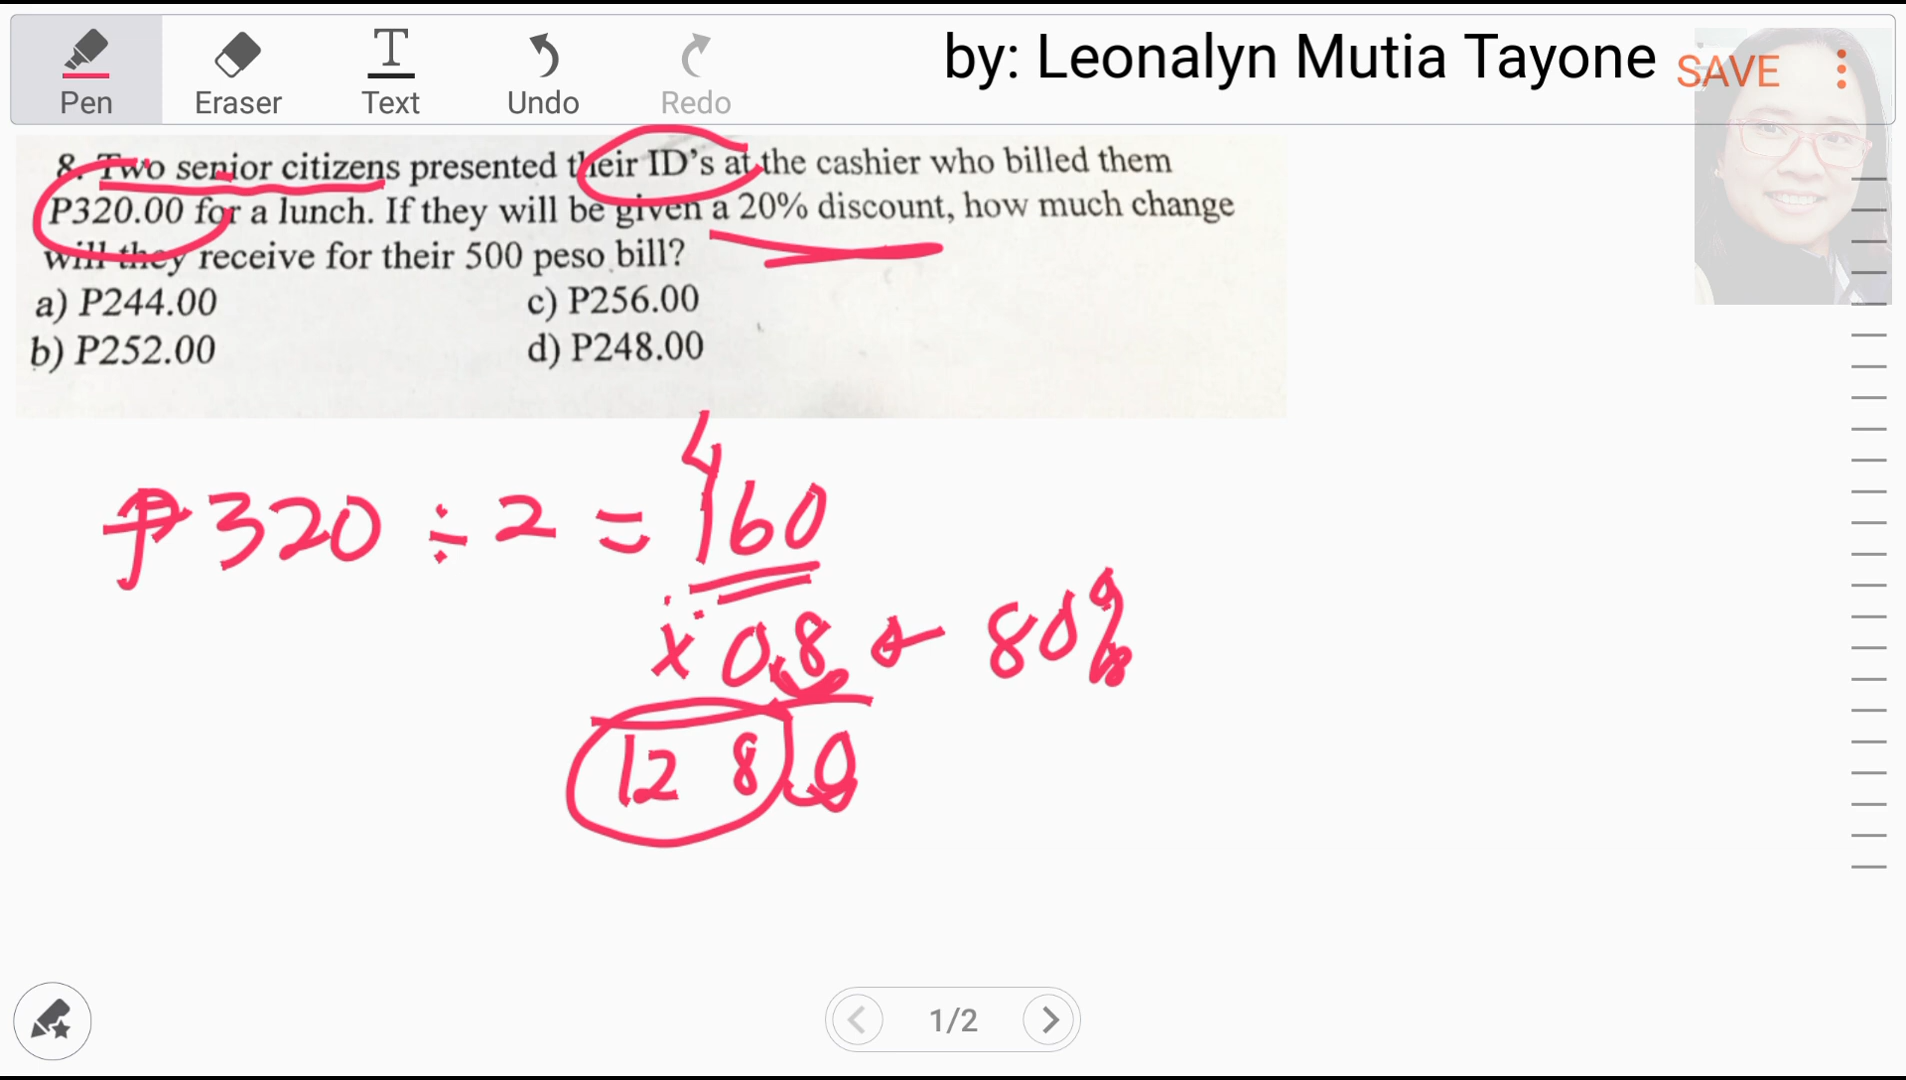 by: Leonalyn Mutia Tayone
SAVE
Pen
Eraser
Text
Undo
Redo
8. Two senior citizens presented their ID's at the cashier who billed them
P320.00 for a lunch. If they will be given a 20% discount, how much change
will they receive for their 500 peso bill?
a) P244.00
c) P256.00
b) P252.00
d) P248.00
4
₱320 ÷ 2 = 160
x 0.8 ← 80%
128.0
1/2